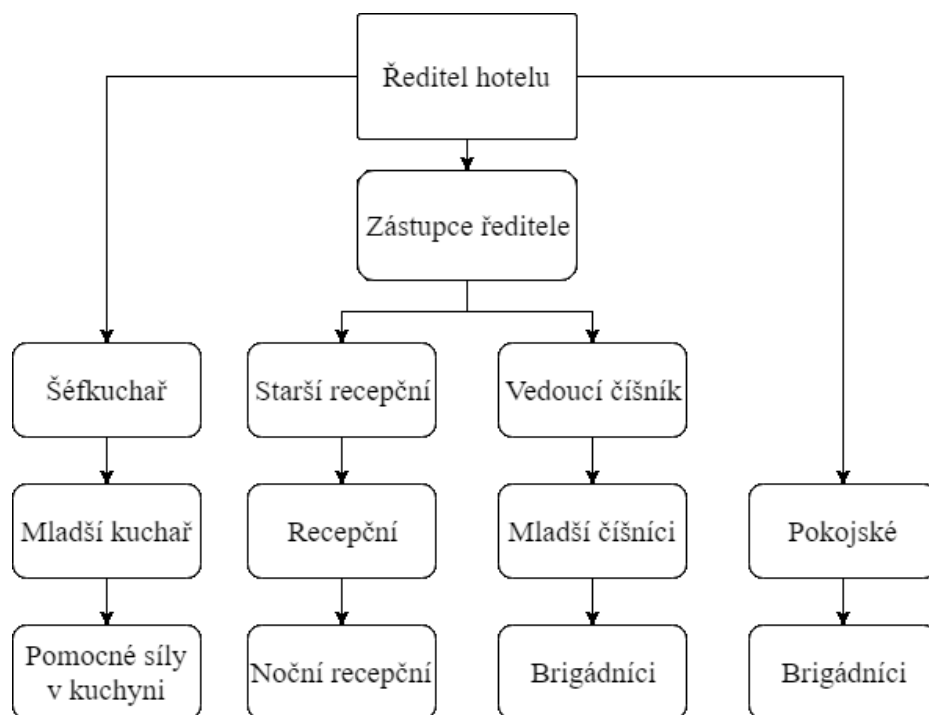 Ředitel hotelu
Zástupce ředitele
Šéfkuchař
Starší recepční
Vedoucí číšník
Mladší kuchař
Recepční
Mladší číšníci
Pokojské
Pomocné síly
v kuchyni
Noční recepční
Brigádníci
Brigádníci